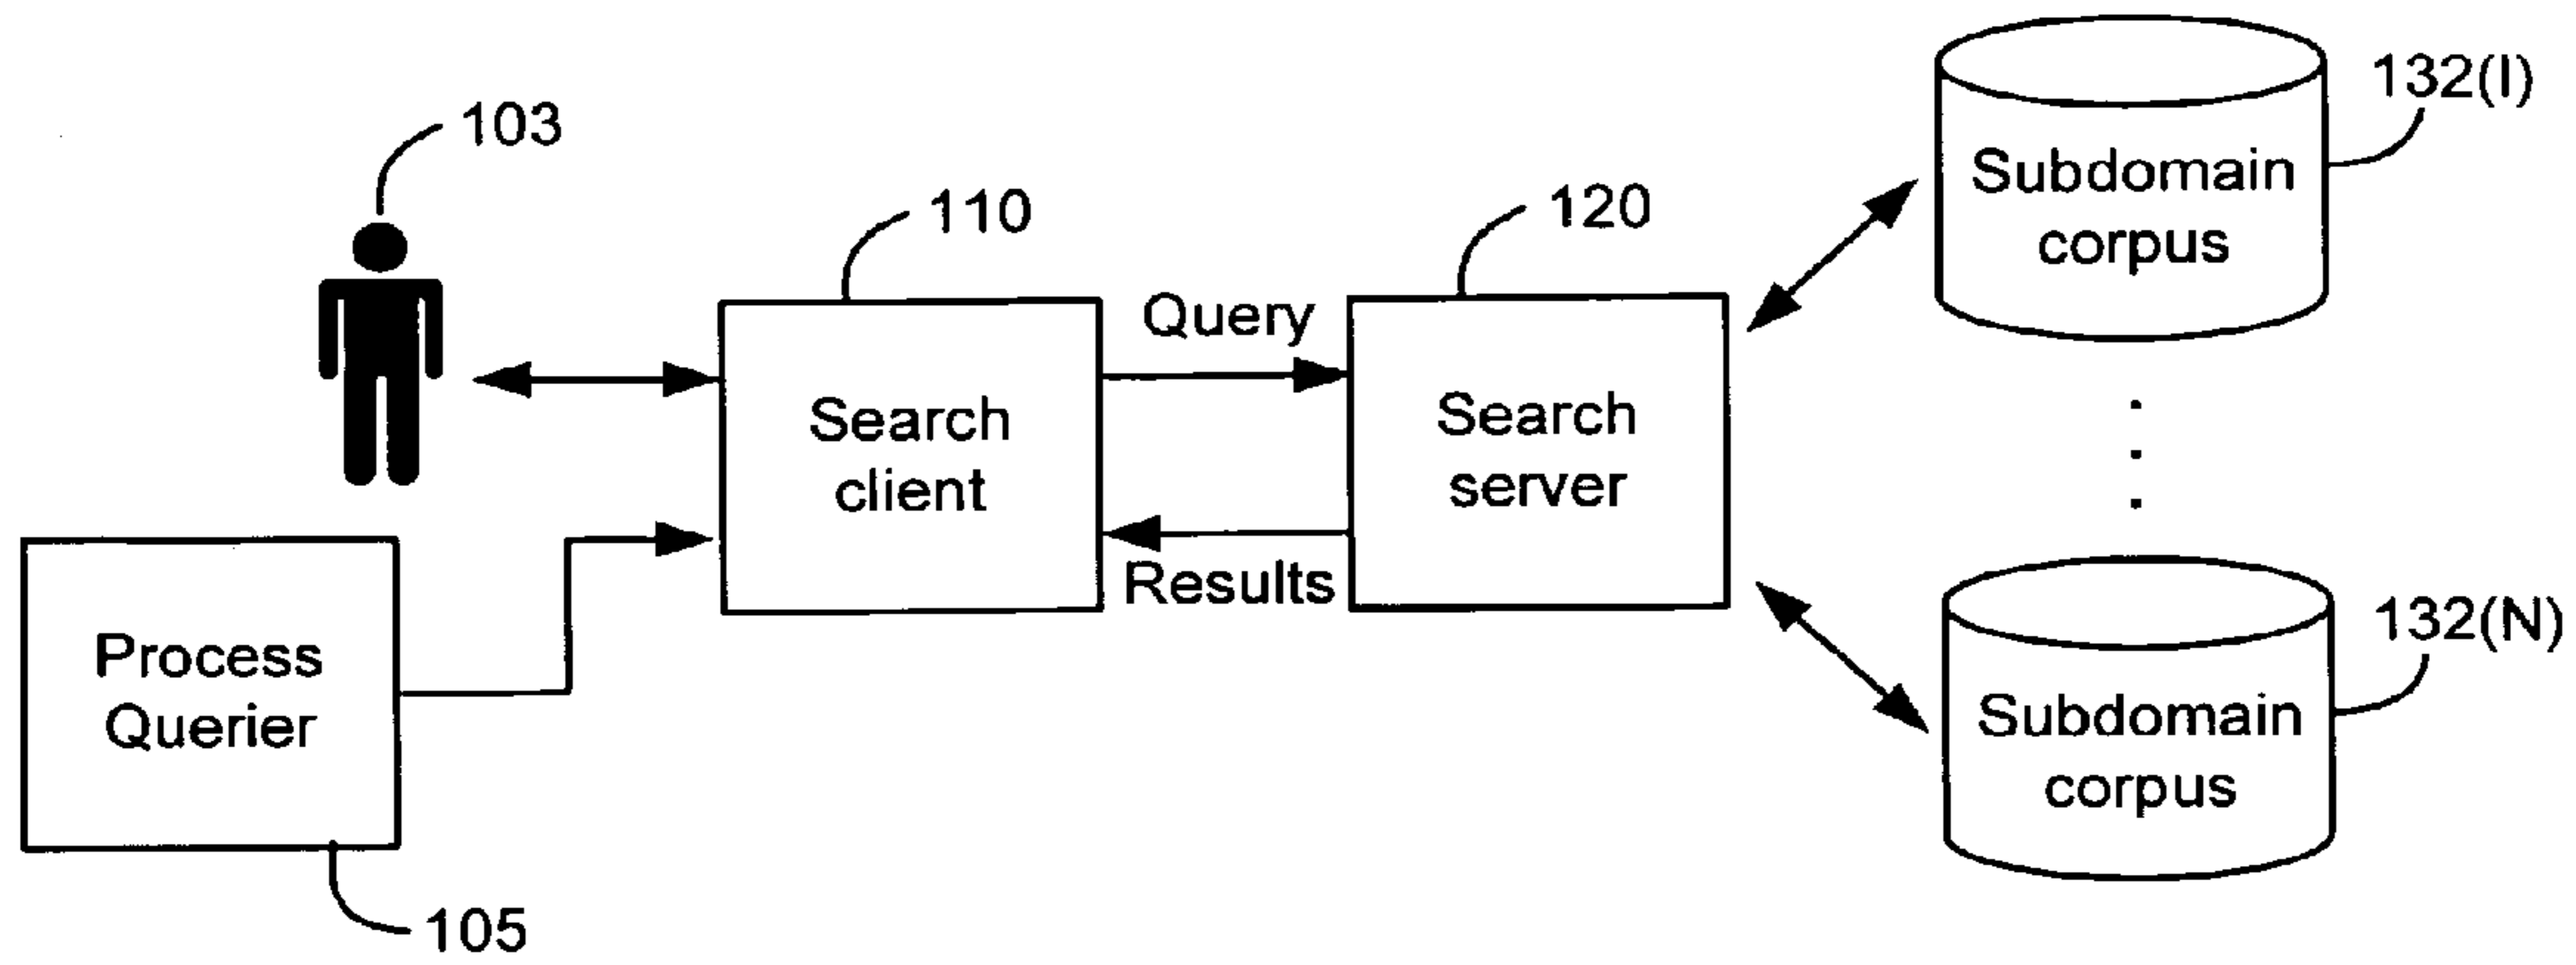 132(I)
103
Subdomain
corpus
110
120
Query
Search
client
Search
server
Results
132(N)
Process
Querier
Subdomain
corpus
105